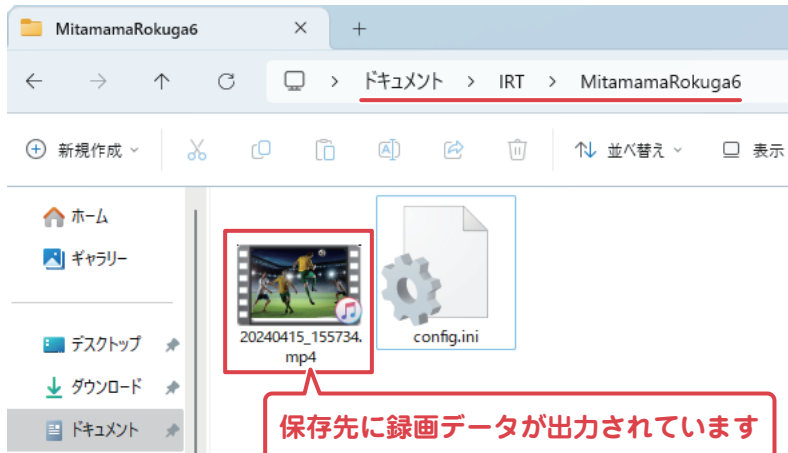 MitamamaRokuga6
ドキュメント > IRT > MitamamaRokuga6
新規作成
並べ替え
表示
ホーム
ギャラリー
デスクトップ
ダウンロード
ドキュメント
20240415_155734.
mp4
config.ini
保存先に録画データが出力されています